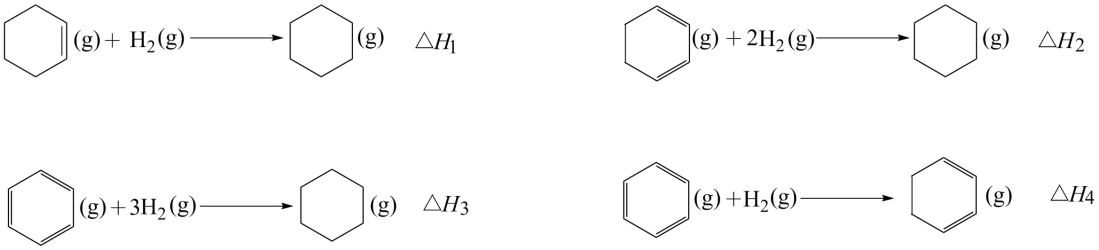 (g) + H₂(g) (g) △H₁
(g) + 2H₂(g) (g) △H₂
(g) + 3H₂(g) (g) △H₃
(g) + H₂(g) (g) △H₄